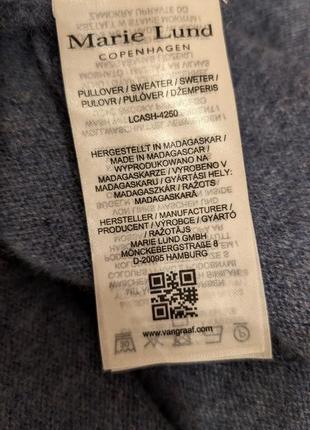 Marie Lund
COPENHAGEN
PULLOVER / SWEATER / SWETER /
PULOVR / PULÓVER / DŽEMPERIS
LCASH-4250
HERGESTELLT IN MADAGASKAR /
MADE IN MADAGASCAR /
WYPRODUKOWANO NA
MADAGASKARZE / VYROBENO V
MADAGASKARU / GYÁRTÁSI HELY:
MADAGASZKÁR / RAŽOTS
MADAGASKARĀ
HERSTELLER / MANUFACTURER /
PRODUCENT / VÝROBCE / GYÁRTÓ
/ RAŽOTĀJS
MARIE LUND GMBH
MÖNCKEBERGSTRAßE 8
D-20095 HAMBURG
www.vangraaf.com